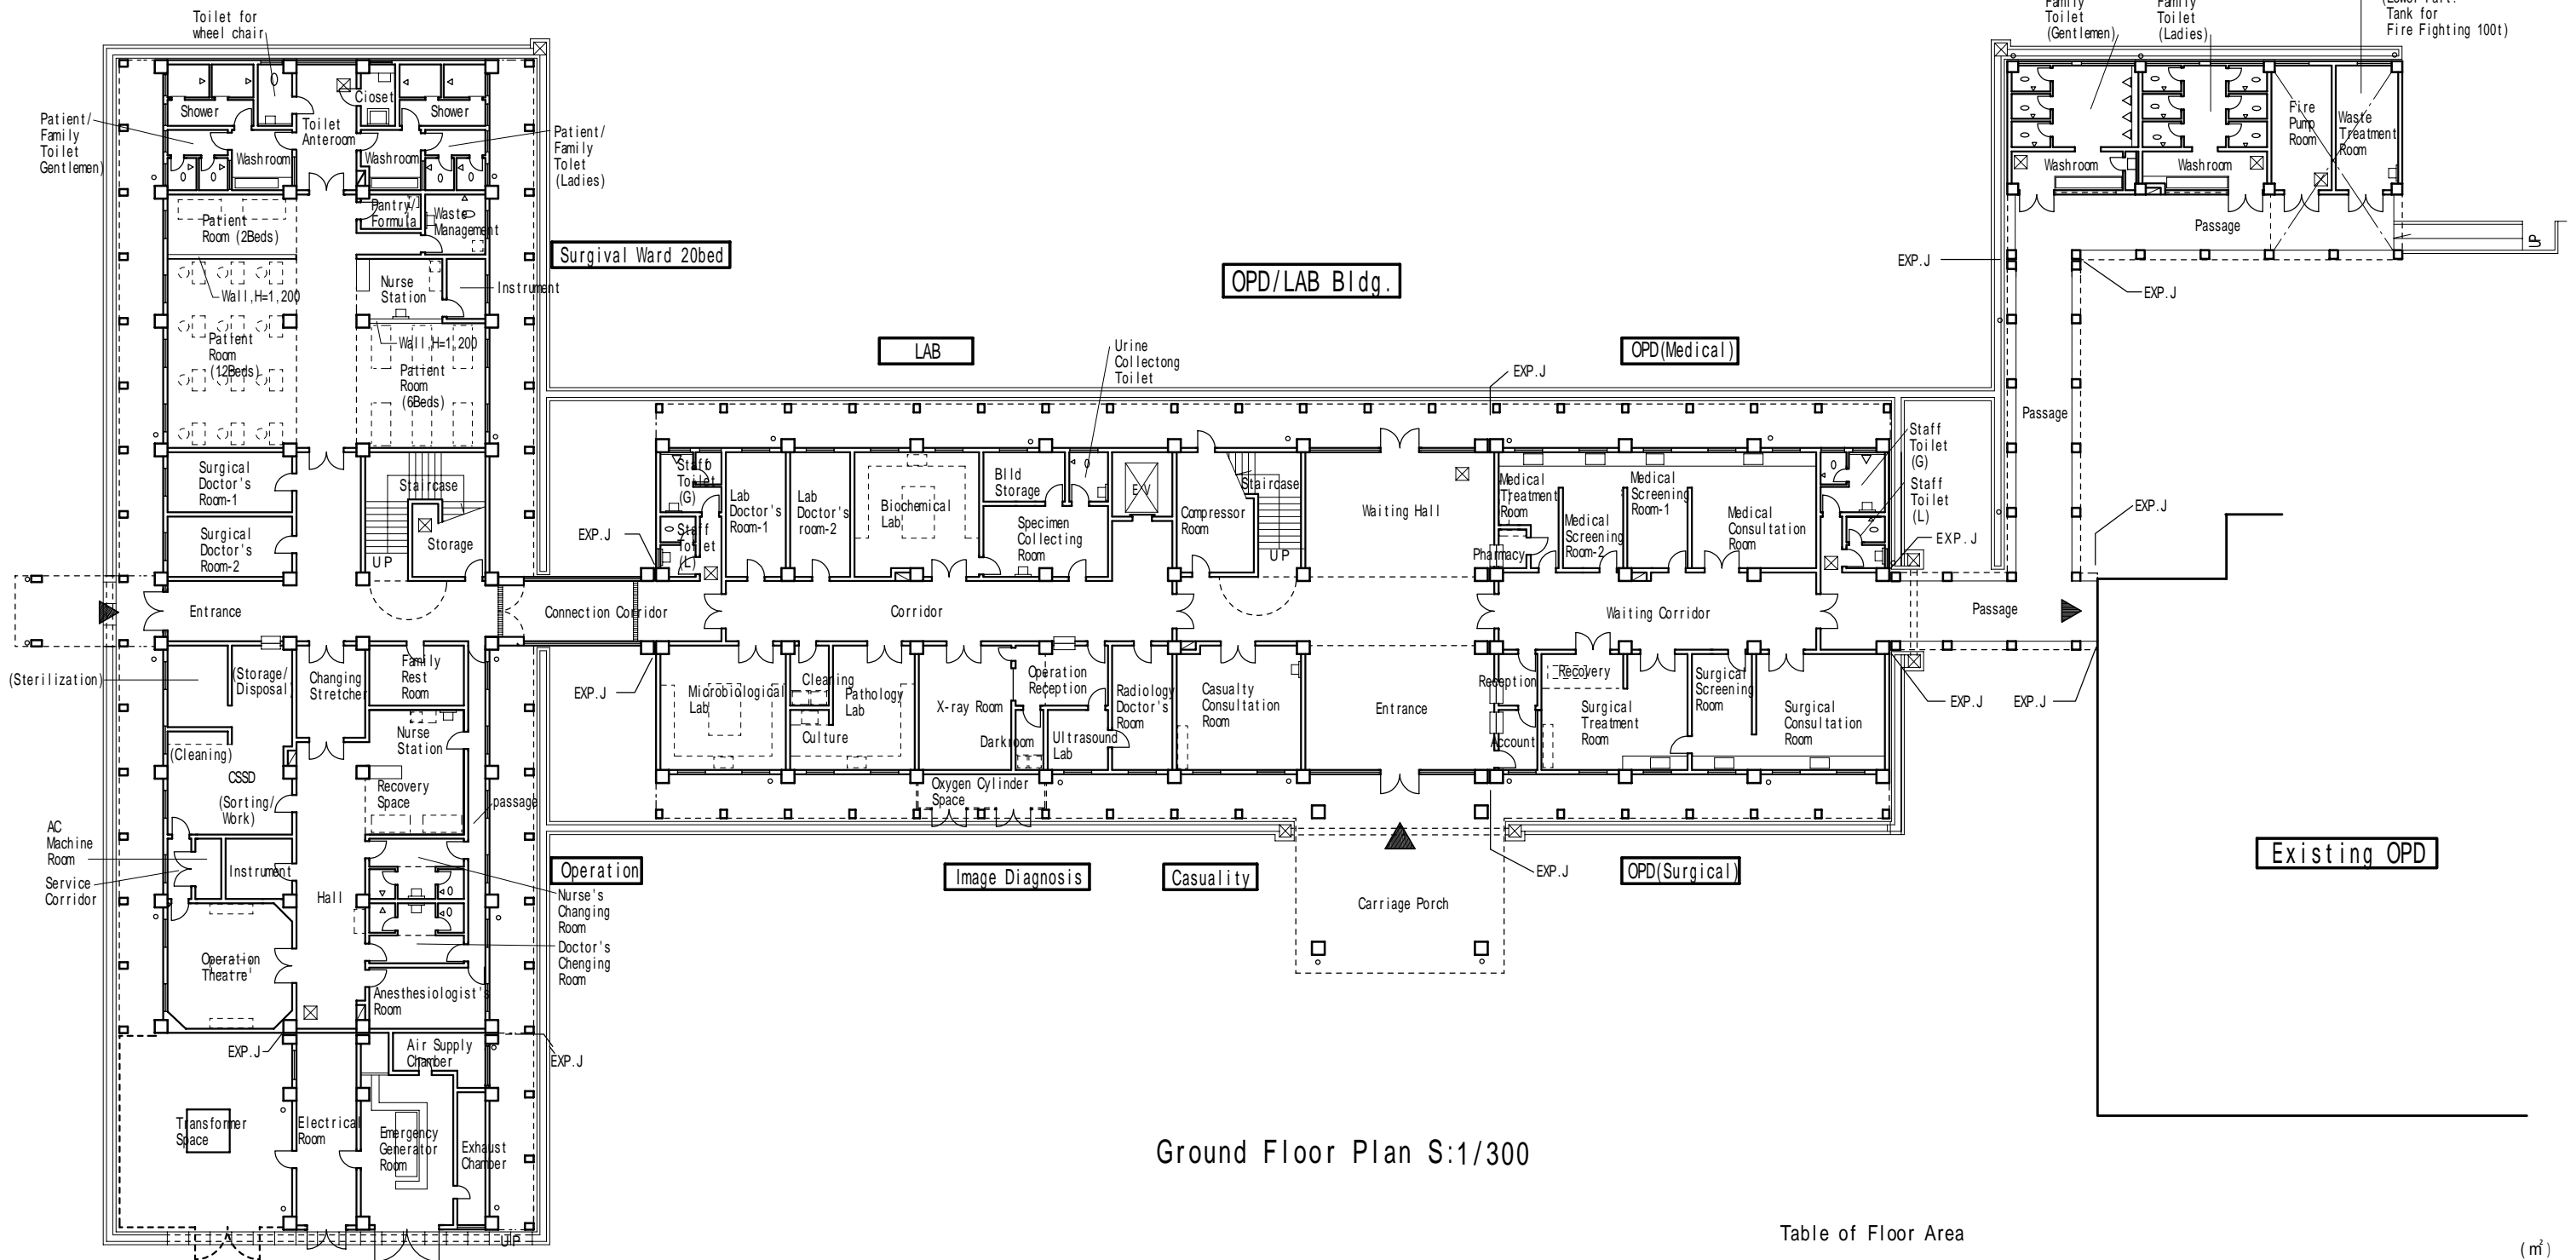 Toilet for
wheel chair
Family
Toilet
(Gentlemen)
Family
Toilet
(Ladies)
Tank for
Fire Fighting 100t)
Patient/
Family
Toilet
Gentlemen)
Shower
Toilet
Anteroom
Cioset
Shower
Washroom
Washroom
Patient/
Family
Tolet
(Ladies)
Fire
Pump
Room
Waste
Treatment
Room
Washroom
Washroom
Passage
UP
Patient
Room (2Beds)
Pantry/
Formula
Waste
Management
Surgival Ward 20bed
Wall,H=1,200
Nurse
Station
Instrument
Wall,H=1,200
Patient
Room
(12Beds)
Patient
Room
(6Beds)
OPD/LAB Bldg.
EXP.J
EXP.J
LAB
Urine
Collectong
Toilet
EXP.J
OPD(Medical)
Passage
Surgical
Doctor's
Room-1
Surgical
Doctor's
Room-2
Staircase
Storage
UP
EXP.J
Staff
Toilet
(G)
Staff
Toilet
(L)
Lab
Doctor's
Room-1
Lab
Doctor's
room-2
Biochemical
Lab
Blld
Storage
Specimen
Collecting
Room
EV
Compressor
Room
Staircase
UP
Waiting Hall
Medical
Treatment
Room
Pharmacy
Medical
Screening
Room-2
Medical
Screening
Room-1
Medical
Consultation
Room
Staff
Toilet
(G)
Staff
Toilet
(L)
EXP.J
EXP.J
Entrance
Connection Corridor
Corridor
Waiting Corridor
Passage
(Sterilization)
(Storage/
Disposal)
Changing
Stretcher
Family
Rest
Room
EXP.J
Microbiological
Lab
Cleaning
Pathology
Lab
Culture
X-ray Room
Operation
Reception
Darkroom
Ultrasound
Lab
Radiology
Doctor's
Room
Casualty
Consultation
Room
Entrance
Reception
Account
Recovery
Surgical
Treatment
Room
Surgical
Screening
Room
Surgical
Consultation
Room
EXP.J
EXP.J
Nurse
Station
(Cleaning)
CSSD
(Sorting/
Work)
Recovery
Space
passage
Oxygen Cylinder
Space
AC
Machine
Room
Service
Corridor
Instrument
Hall
Operation
Nurse's
Changing
Room
Doctor's
Chenging
Room
Image Diagnosis
Casuality
EXP.J
OPD(Surgical)
Existing OPD
Carriage Porch
Operation
Theatre
Anesthesiologist's
Room
EXP.J
Air Supply
Chamber
EXP.J
Transformer
Space
Electrical
Room
Emergency
Generator
Room
Exhaust
Chamber
UP
Ground Floor Plan S:1/300
Table of Floor Area
(㎡)